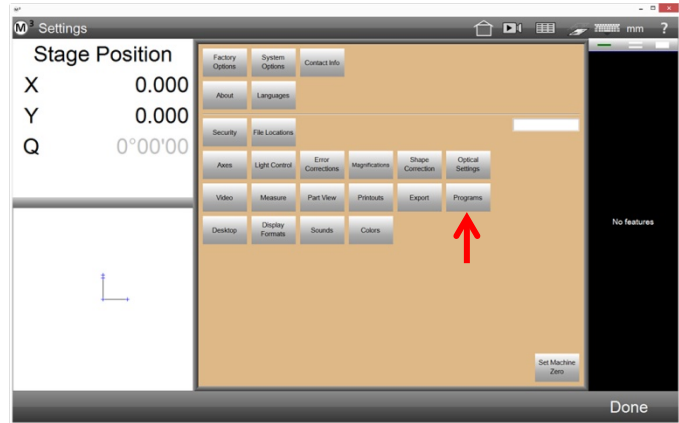 M³
M³ Settings
mm ?
Stage Position
X 0.000
Y 0.000
Q 0°00'00
Factory
Options
System
Options
Contact Info
About
Languages
Security
File Locations
Axes
Light Control
Error
Corrections
Magnifications
Shape
Correction
Optical
Settings
Video
Measure
Part View
Printouts
Export
Programs
Desktop
Display
Formats
Sounds
Colors
Set Machine
Zero
No features
Done